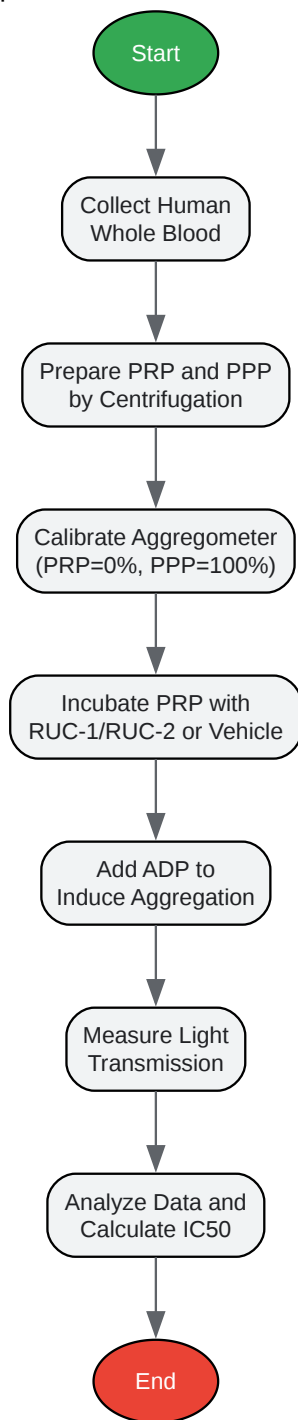 Start
Collect Human
Whole Blood
Prepare PRP and PPP
by Centrifugation
Calibrate Aggregometer
(PRP=0%, PPP=100%)
Incubate PRP with
RUC-1/RUC-2 or Vehicle
Add ADP to
Induce Aggregation
Measure Light
Transmission
Analyze Data and
Calculate IC50
End